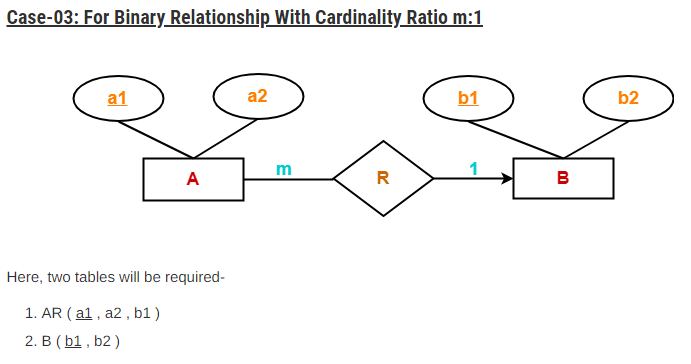 Case-03: For Binary Relationship With Cardinality Ratio m:1
a1
a2
b1
b2
A
m
R
1
B
Here, two tables will be required-
1. AR ( a1 , a2 , b1 )
2. B ( b1 , b2 )